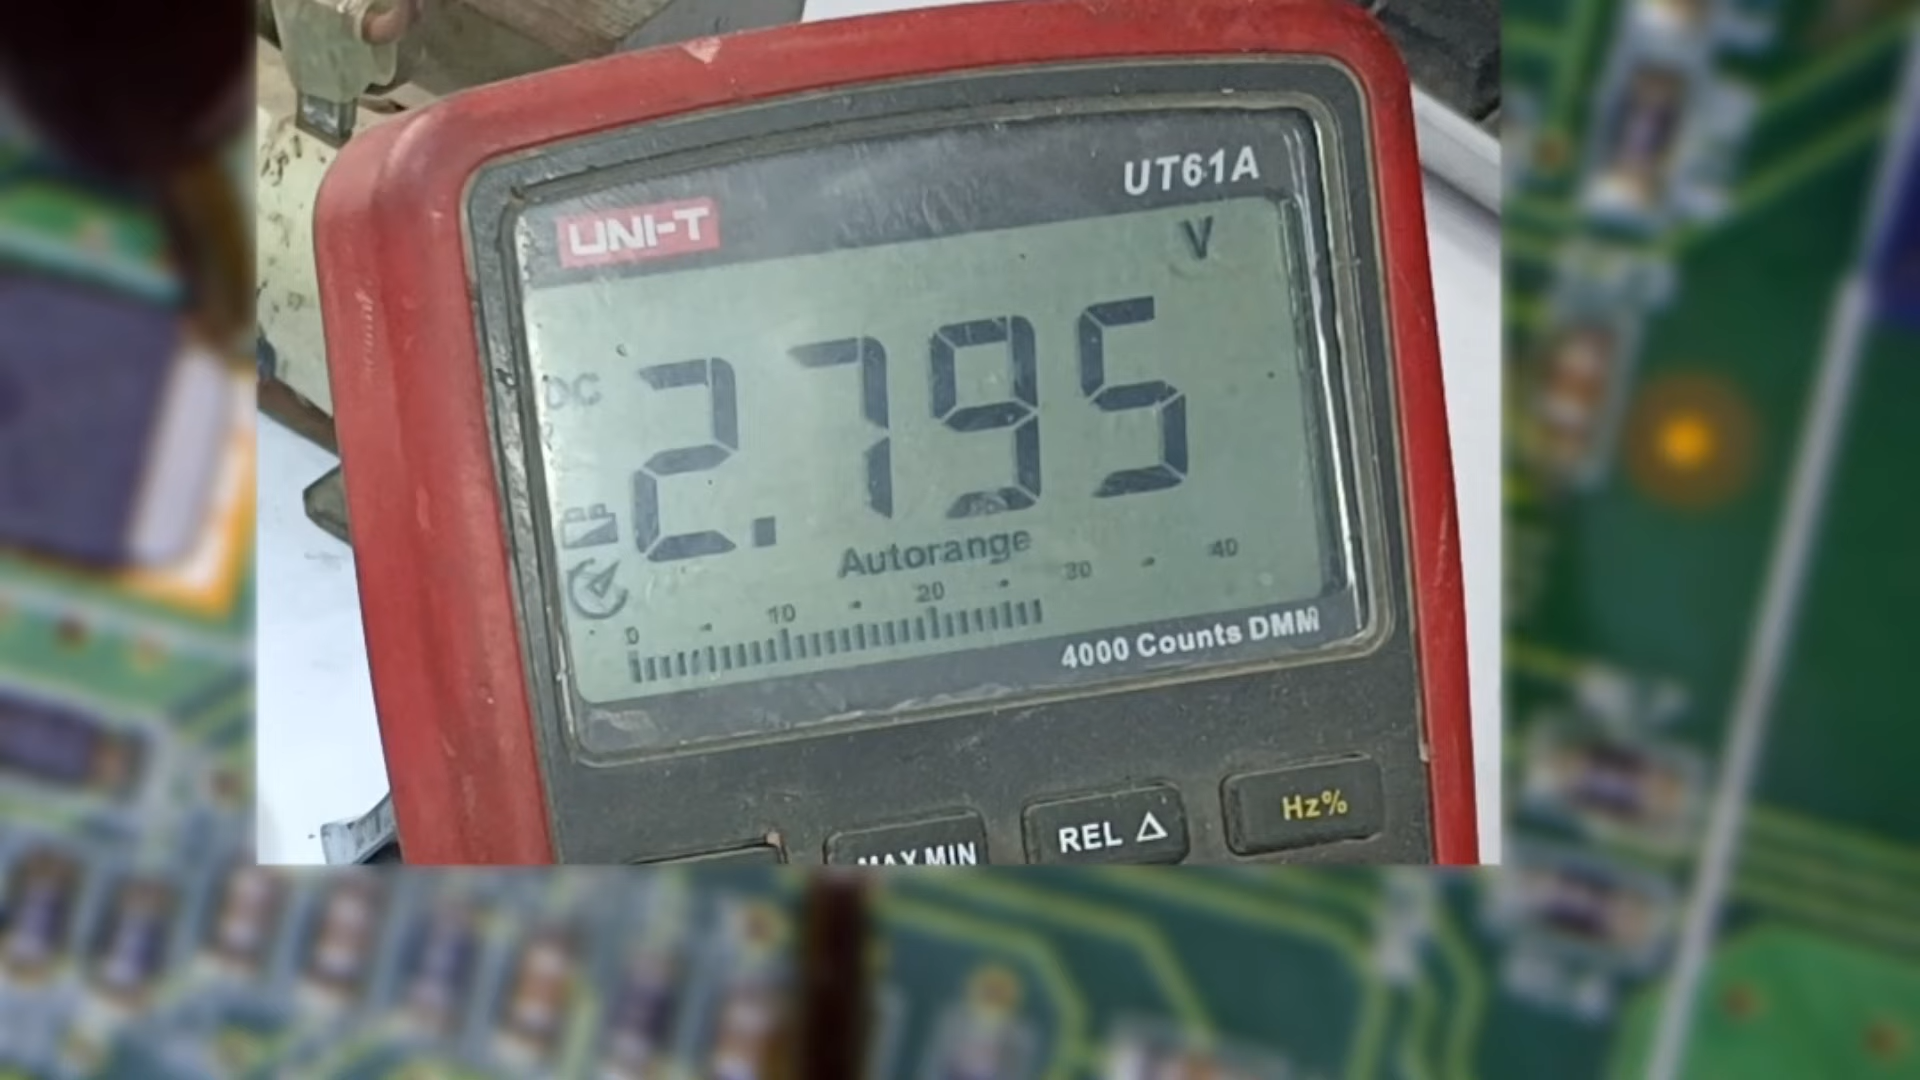 UT61A
UNI-T
V
DC 2.795
Autorange
0 10 20 30 40
4000 Counts DMM
MAX MIN REL △ Hz%